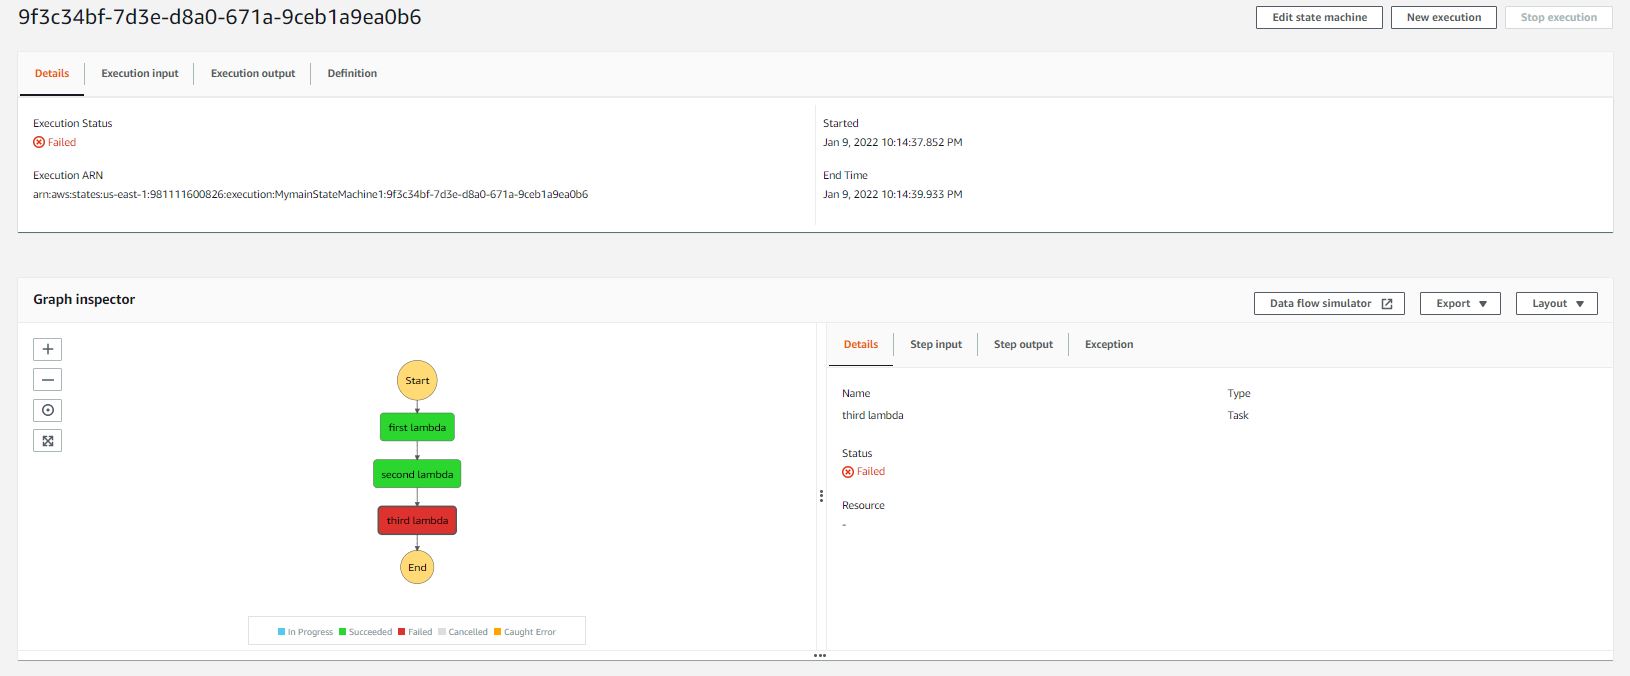 9f3c34bf-7d3e-d8a0-671a-9ceb1a9ea0b6
Edit state machine
New execution
Stop execution
Details
Execution input
Execution output
Definition
Execution Status
Failed
Execution ARN
arn:aws:states:us-east-1:981111600826:execution:MymainStateMachine1:9f3c34bf-7d3e-d8a0-671a-9ceb1a9ea0b6
Started
Jan 9, 2022 10:14:37.852 PM
End Time
Jan 9, 2022 10:14:39.933 PM
Graph inspector
Data flow simulator
Export
Layout
Start
first lambda
second lambda
third lambda
End
In Progress Succeeded Failed Cancelled Caught Error
Details
Step input
Step output
Exception
Name
third lambda
Type
Task
Status
Failed
Resource
-